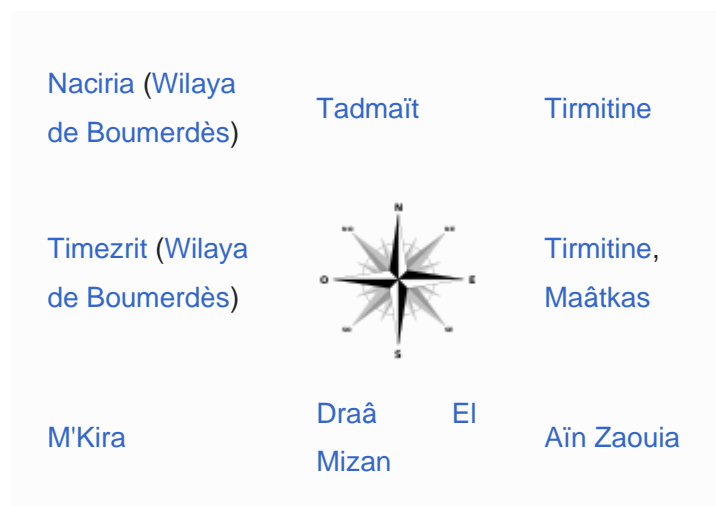 Naciria (Wilaya
de Boumerdès)
Tadmaït
Tirmitine
N
Timezrit (Wilaya
de Boumerdès)
O
E
Tirmitine,
Maâtkas
S
M'Kira
Draâ El
Mizan
Aïn Zaouia